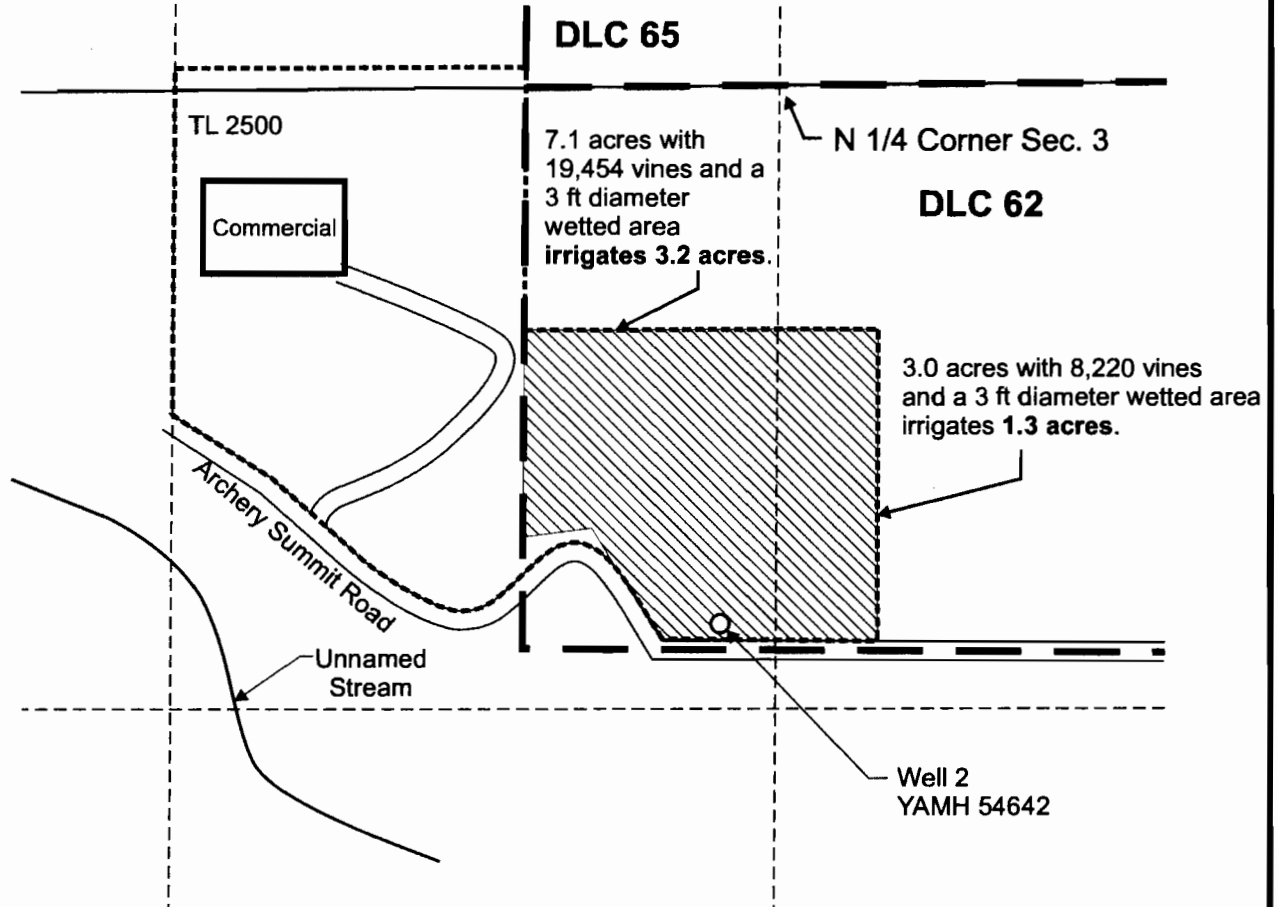 DLC 65
TL 2500
N 1/4 Corner Sec. 3
7.1 acres with
19,454 vines and a
3 ft diameter
wetted area
irrigates 3.2 acres.
DLC 62
Commercial
3.0 acres with 8,220 vines
and a 3 ft diameter wetted area
irrigates 1.3 acres.
Archery Summit Road
Unnamed
Stream
Well 2
YAMH 54642